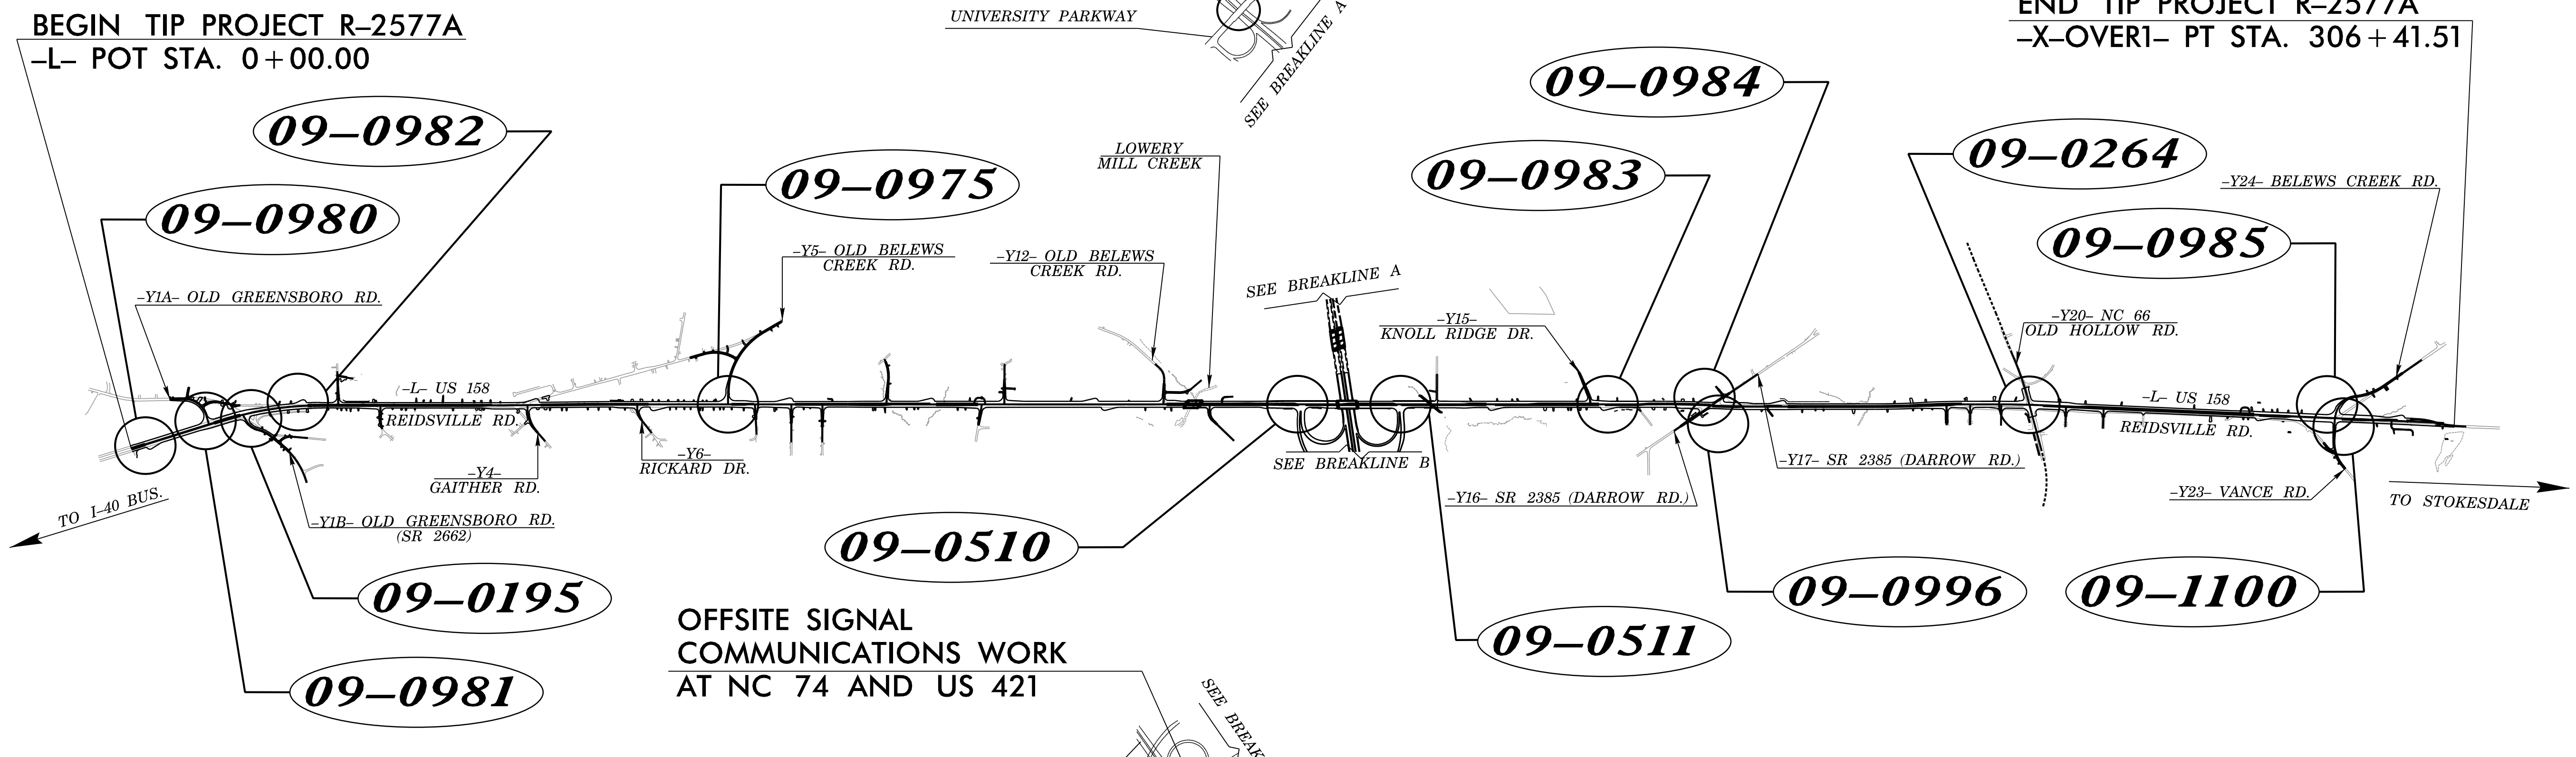 BEGIN TIP PROJECT R–2577A
–L– POT STA. 0+00.00
UNIVERSITY PARKWAY
SEE BREAKLINE A
END TIP PROJECT R–2577A
–X–OVER1– PT STA. 306+41.51
09–0982
09–0980
09–0975
LOWERY
MILL CREEK
09–0984
09–0983
09–0264
–Y24– BELEWS CREEK RD.
09–0985
–Y1A– OLD GREENSBORO RD.
–Y5– OLD BELEWS
CREEK RD.
–Y12– OLD BELEWS
CREEK RD.
SEE BREAKLINE A
–Y15–
KNOLL RIDGE DR.
–Y20– NC 66
OLD HOLLOW RD.
–L– US 158
REIDSVILLE RD.
–L– US 158
REIDSVILLE RD.
–Y4–
GAITHER RD.
–Y6–
RICKARD DR.
SEE BREAKLINE B
–Y17– SR 2385 (DARROW RD.)
–Y16– SR 2385 (DARROW RD.)
–Y23– VANCE RD.
TO STOKESDALE
TO I–40 BUS.
–Y1B– OLD GREENSBORO RD.
(SR 2662)
09–0510
09–0195
09–0996
09–1100
09–0511
09–0981
OFFSITE SIGNAL
COMMUNICATIONS WORK
AT NC 74 AND US 421
SEE BREAK